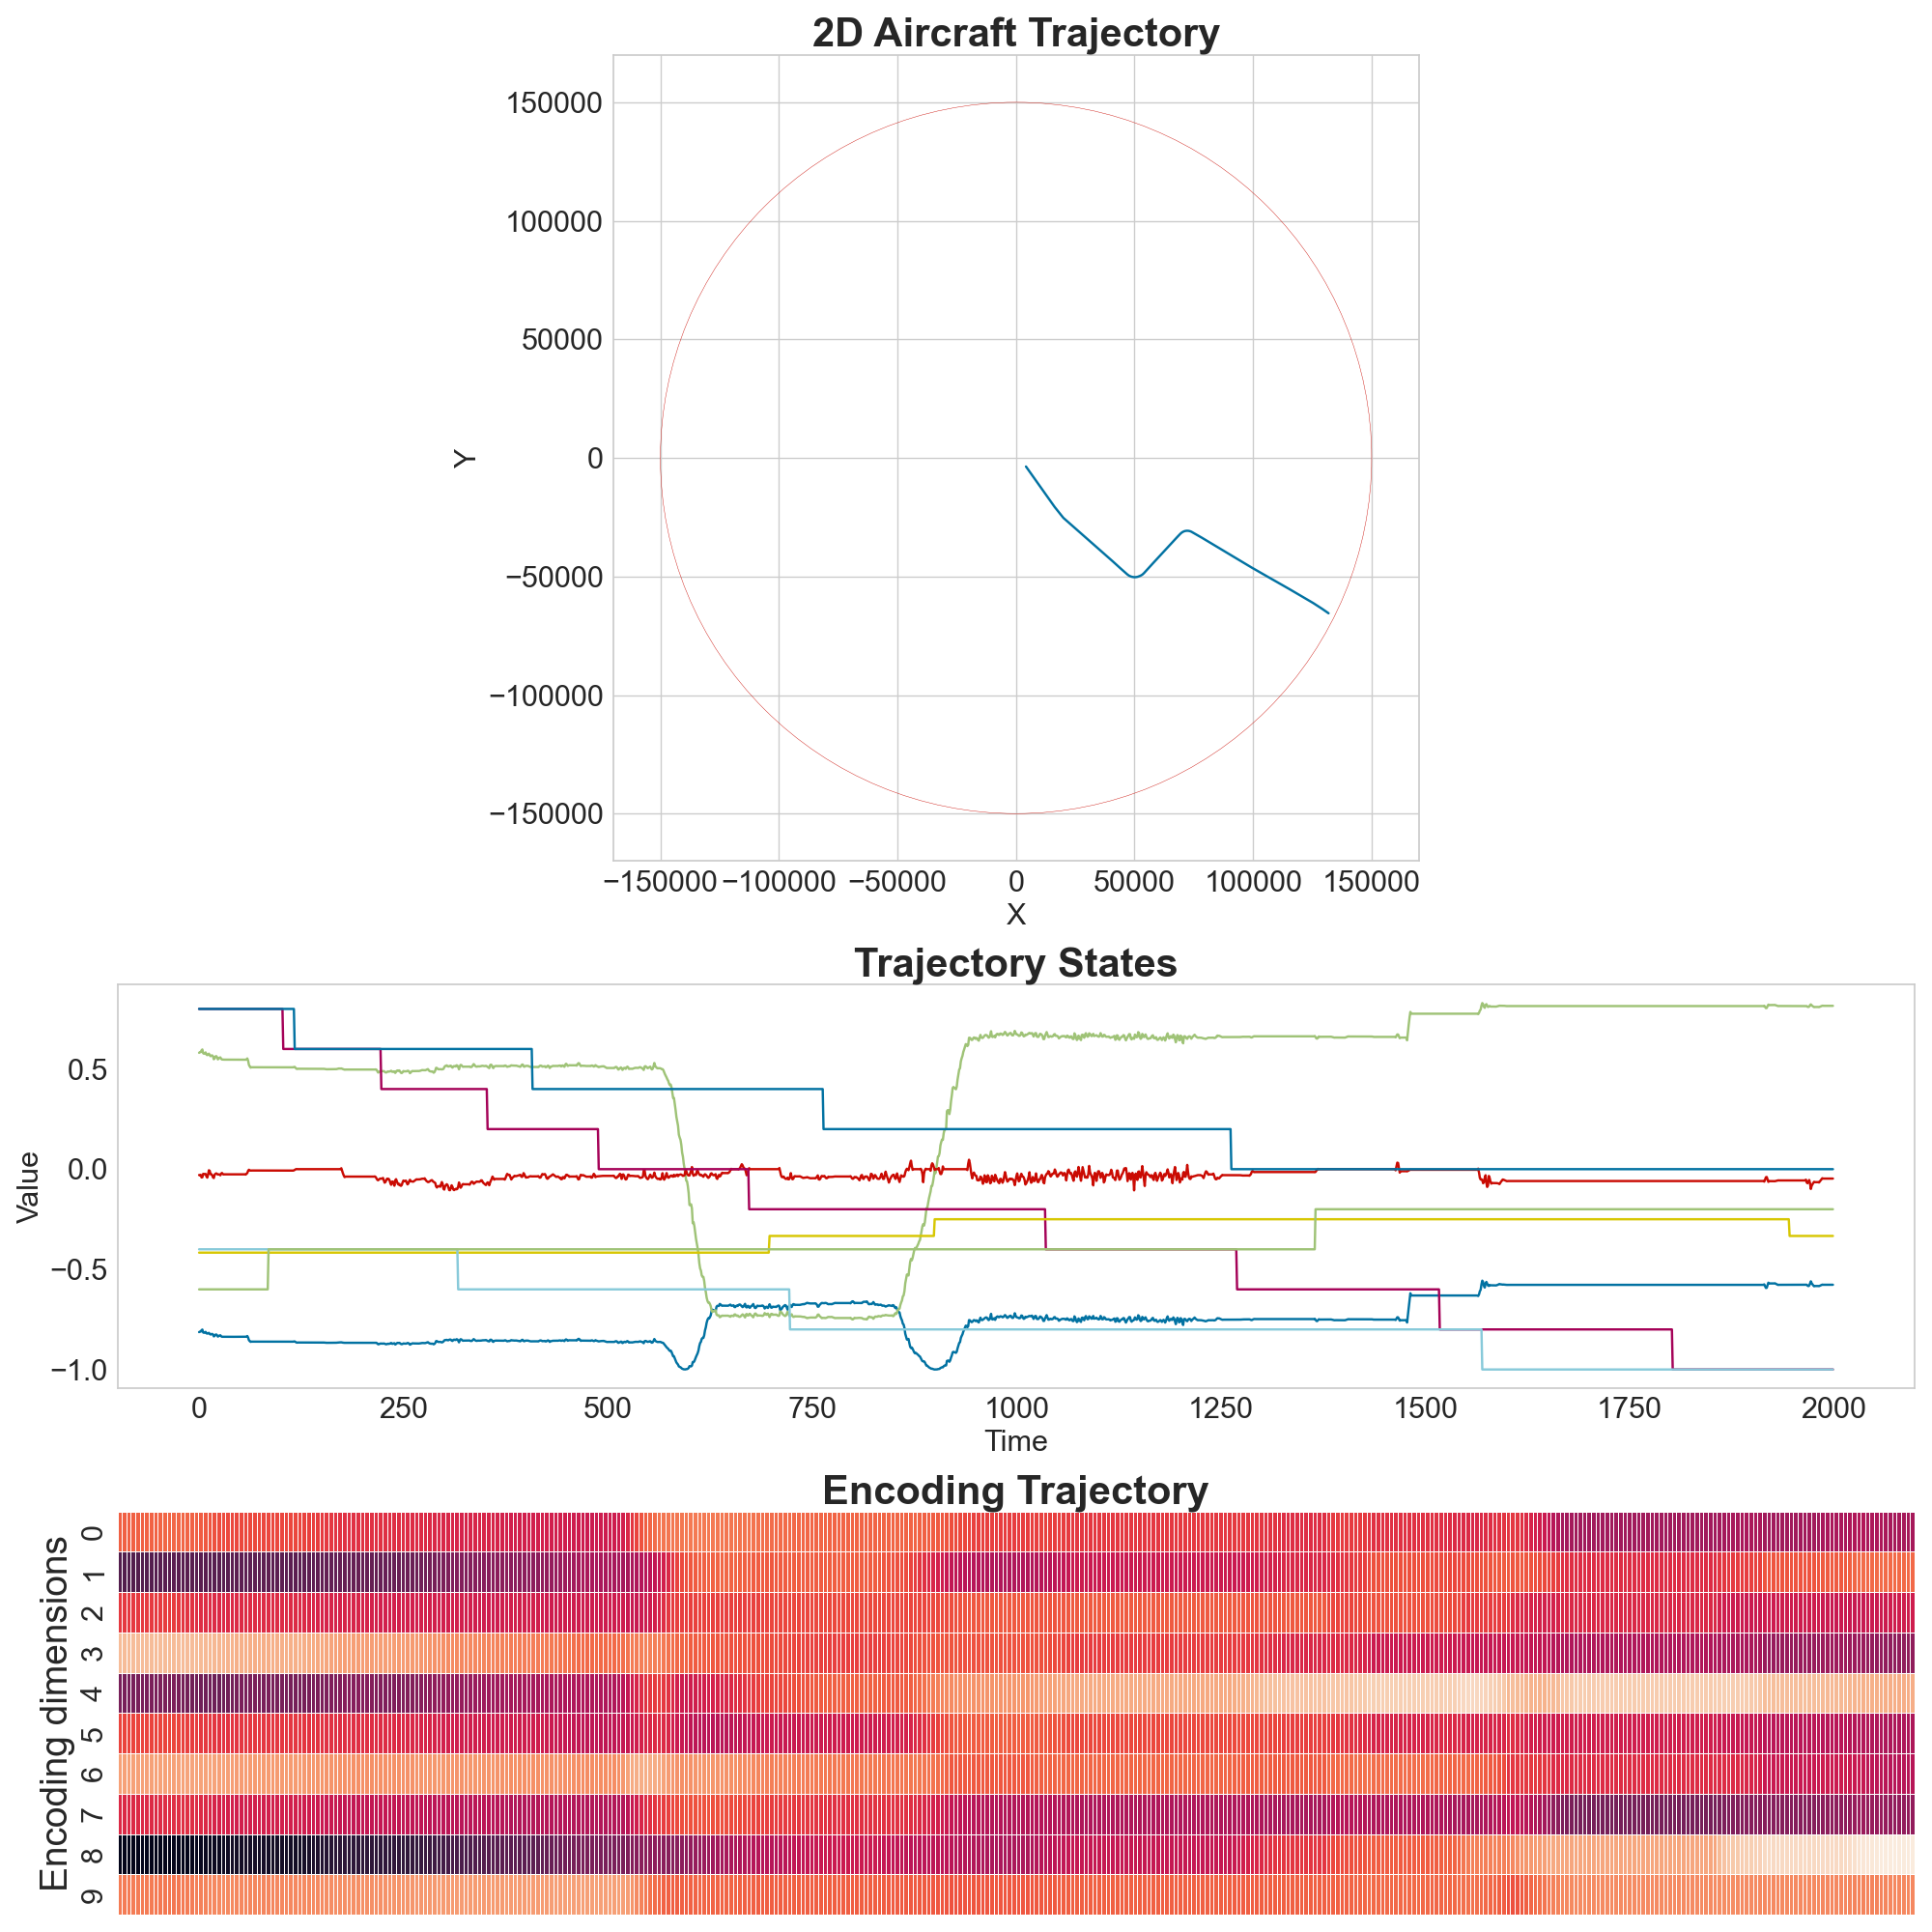 2D Aircraft Trajectory
150000
100000
50000
0
−50000
−100000
−150000
Y
−150000 −100000 −50000 0 50000 100000 150000
X
Trajectory States
0.5
0.0
−0.5
−1.0
Value
0 250 500 750 1000 1250 1500 1750 2000
Time
Encoding Trajectory
Encoding dimensions
0
1
2
3
4
5
6
7
8
9